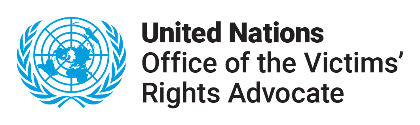 United Nations
Office of the Victims’
Rights Advocate